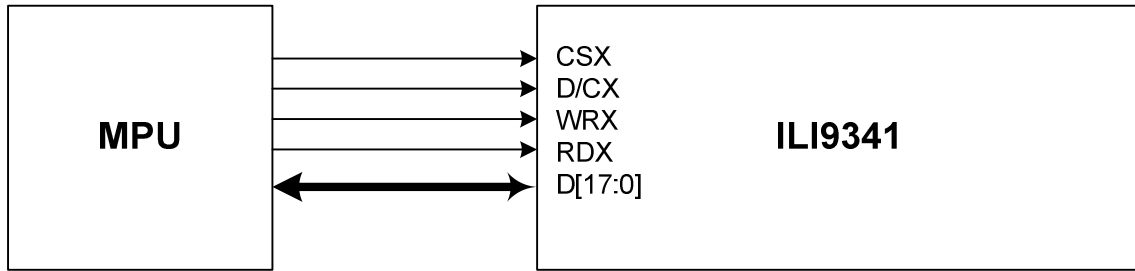 MPU
CSX
D/CX
WRX
RDX
D[17:0]
ILI9341